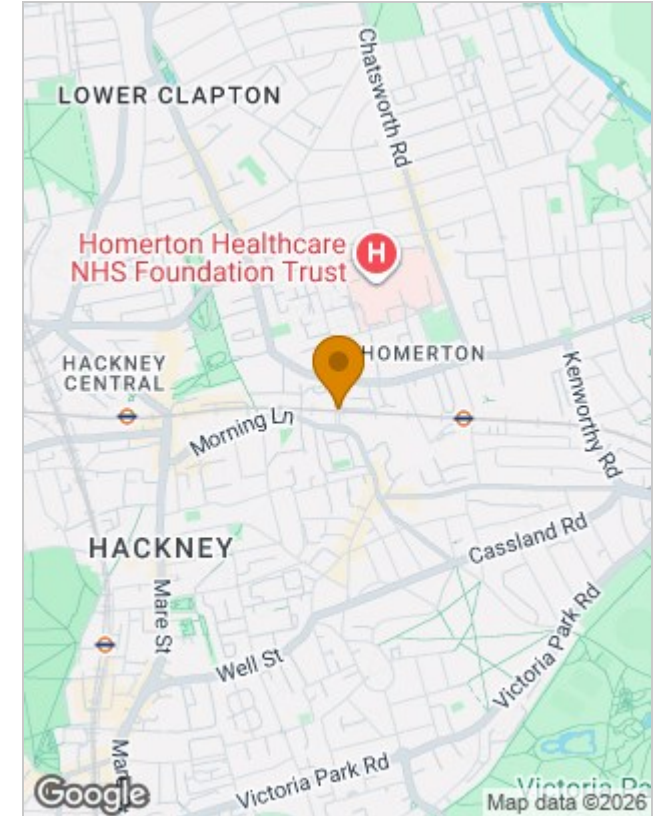 Chatsworth Rd
LOWER CLAPTON
Homerton Healthcare
NHS Foundation Trust
H
HOMERTON
HACKNEY
CENTRAL
Kenworthy Rd
Morning Ln
HACKNEY
Cassland Rd
Mare St
Victoria Park Rd
Well St
Victoria Park Rd
Google
Map data ©2026